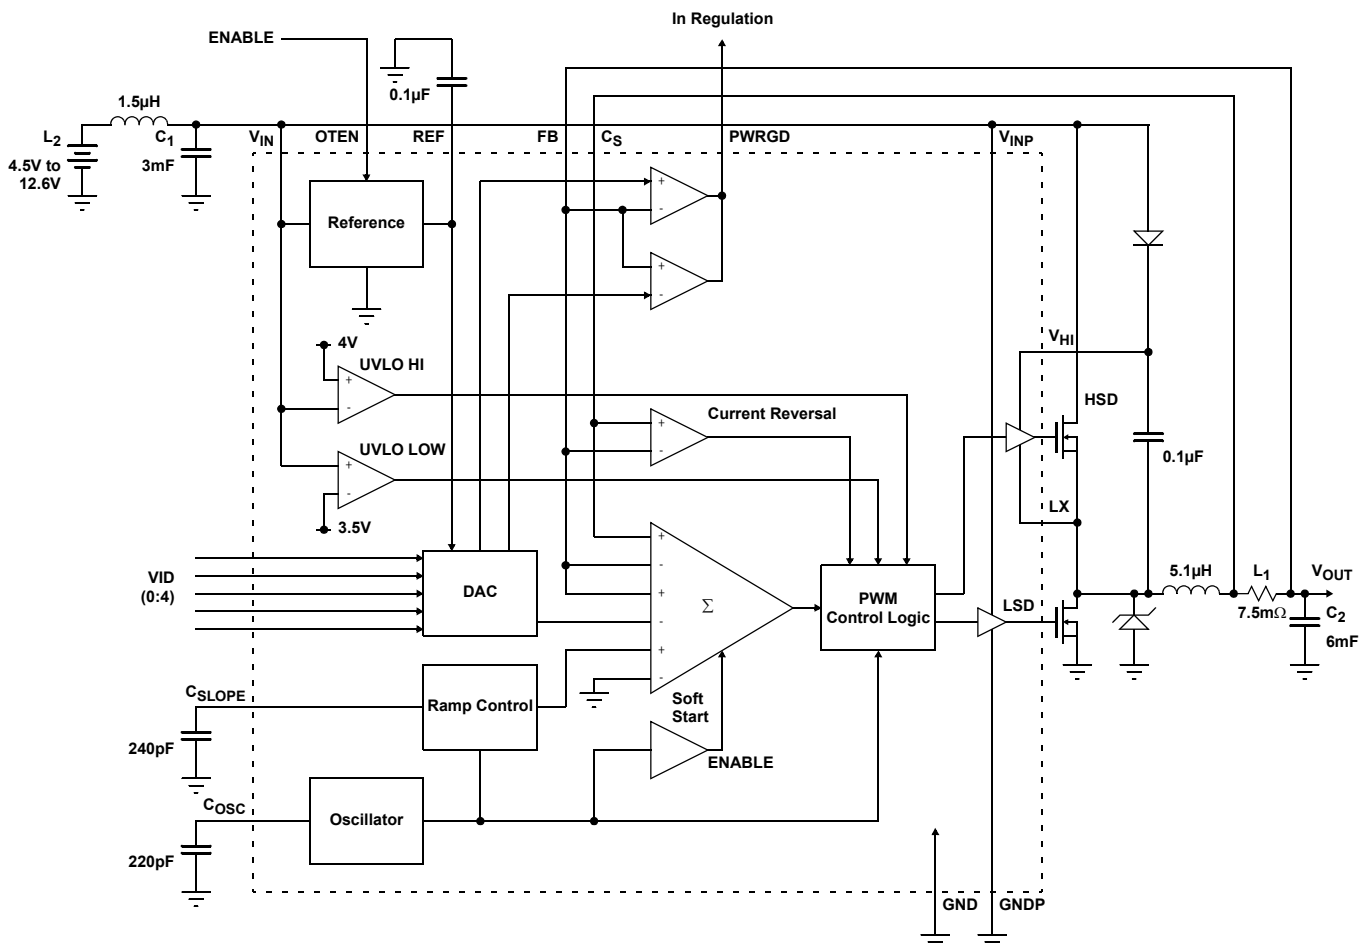 In Regulation
ENABLE
0.1µF
1.5µH
L2
C1
VIN
OTEN
REF
FB
CS
PWRGD
VINP
4.5V to
12.6V
3mF
+
-
Reference
+
-
4V
UVLO HI
+
-
VHI
HSD
Current Reversal
+
-
0.1µF
UVLO LOW
+
-
3.5V
LX
+
-
+
-
+
-
Σ
VID
(0:4)
DAC
PWM
Control Logic
LSD
5.1µH
L1
VOUT
7.5mΩ
C2
6mF
CSLOPE
240pF
Ramp Control
Soft
Start
ENABLE
COSC
220pF
Oscillator
GND
GNDP